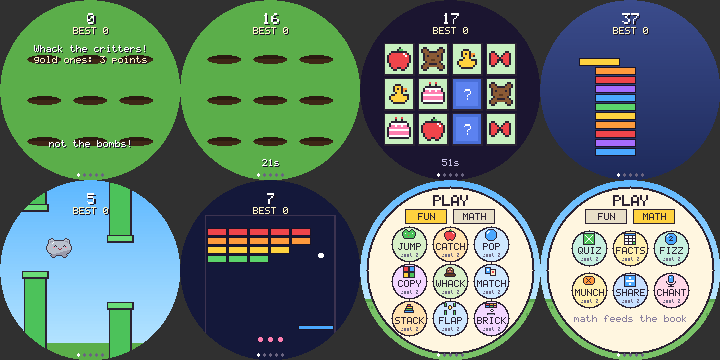 0
BEST 0
Whack the critters!
gold ones: 3 points
not the bombs!
16
BEST 0
21s
17
BEST 0
?
?
51s
37
BEST 0
5
BEST 0
7
BEST 0
PLAY
FUN MATH
JUMP CATCH POP
COPY WHACK MATCH
STACK FLAP BRICK
PLAY
FUN MATH
QUIZ FACTS FIZZ
MUNCH SHARE CHANT
math feeds the book